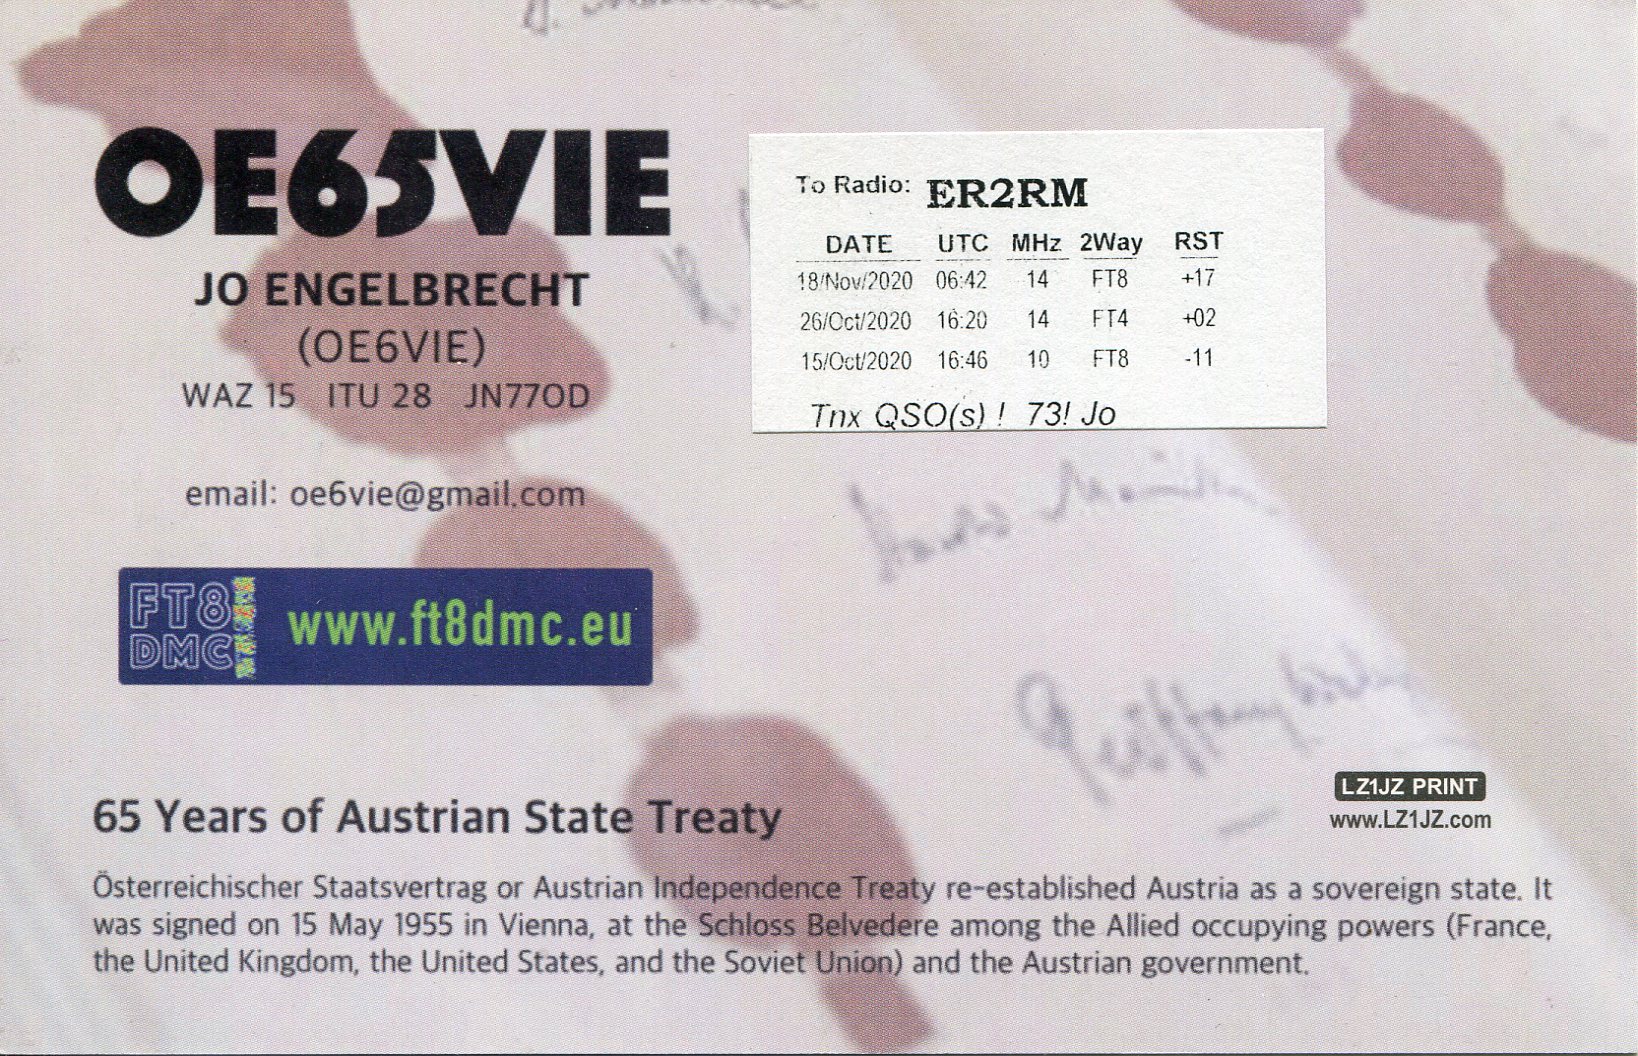 OE65VIE
JO ENGELBRECHT
(OE6VIE)
WAZ 15 ITU 28 JN77OD
email: oe6vie@gmail.com
FT8
DMC
www.ft8dmc.eu
To Radio: ER2RM
DATE UTC MHz 2Way RST
18/Nov/2020 06:42 14 FT8 +17
26/Oct/2020 16:20 14 FT4 +02
15/Oct/2020 16:46 10 FT8 -11
Tnx QSO(s) ! 73! Jo
LZ1JZ PRINT
www.LZ1JZ.com
65 Years of Austrian State Treaty
Österreichischer Staatsvertrag or Austrian Independence Treaty re-established Austria as a sovereign state. It
was signed on 15 May 1955 in Vienna, at the Schloss Belvedere among the Allied occupying powers (France,
the United Kingdom, the United States, and the Soviet Union) and the Austrian government.